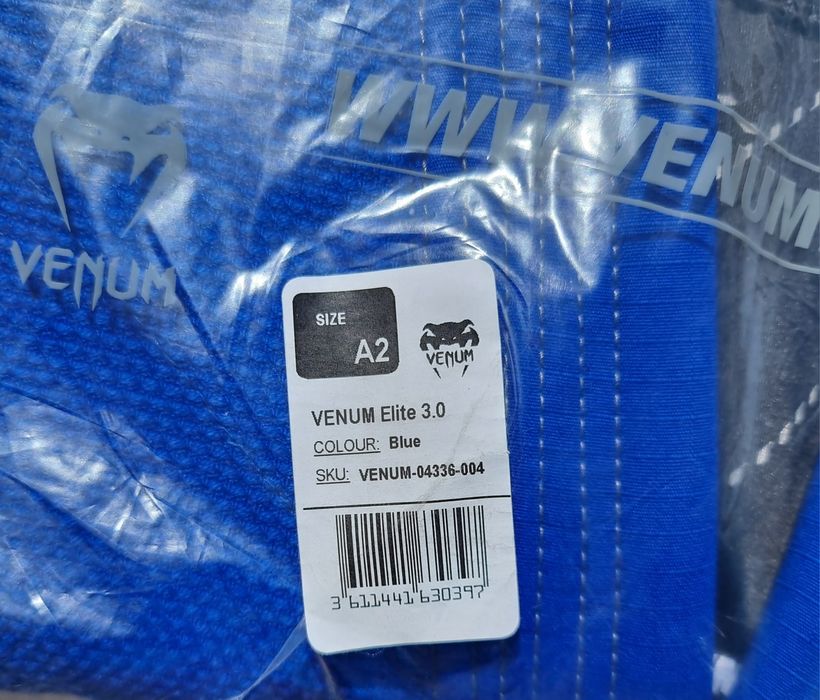 WWW.VENUM
VENUM
SIZE
A2
VENUM
VENUM Elite 3.0
COLOUR: Blue
SKU: VENUM-04336-004
3 611441 630397